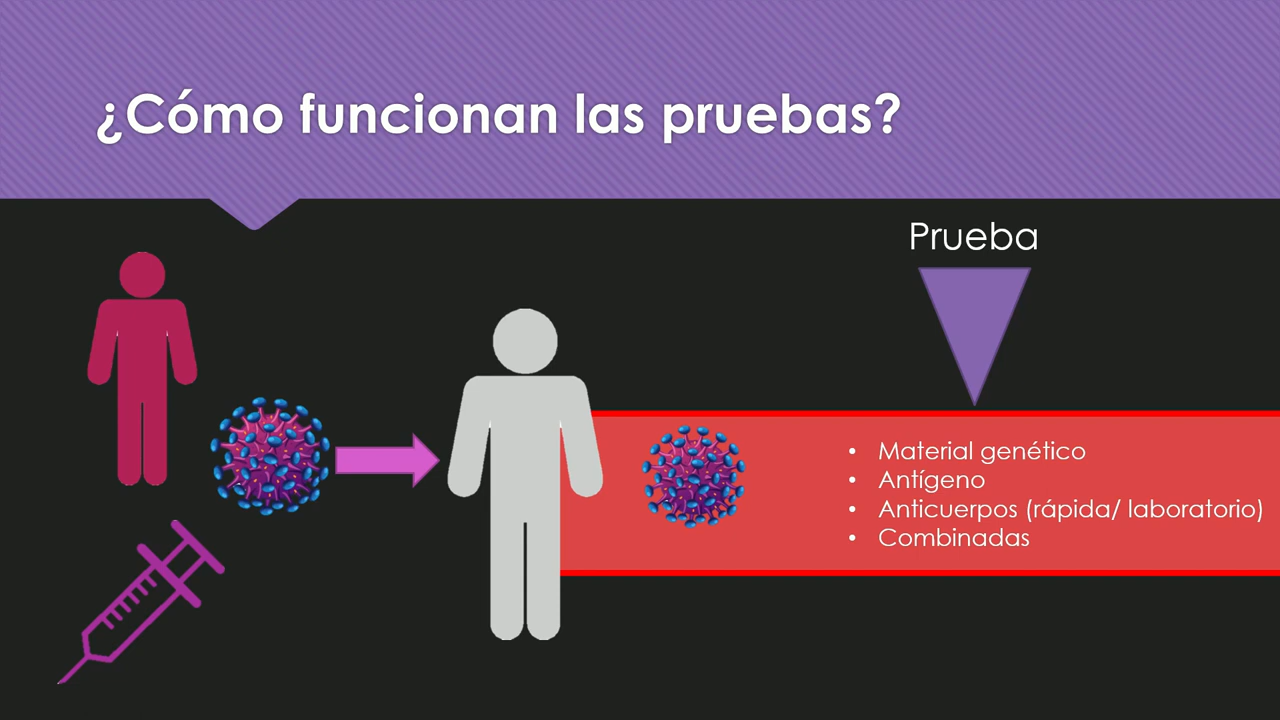 ¿Cómo funcionan las pruebas?
Prueba
• Material genético
• Antígeno
• Anticuerpos (rápida/ laboratorio)
• Combinadas